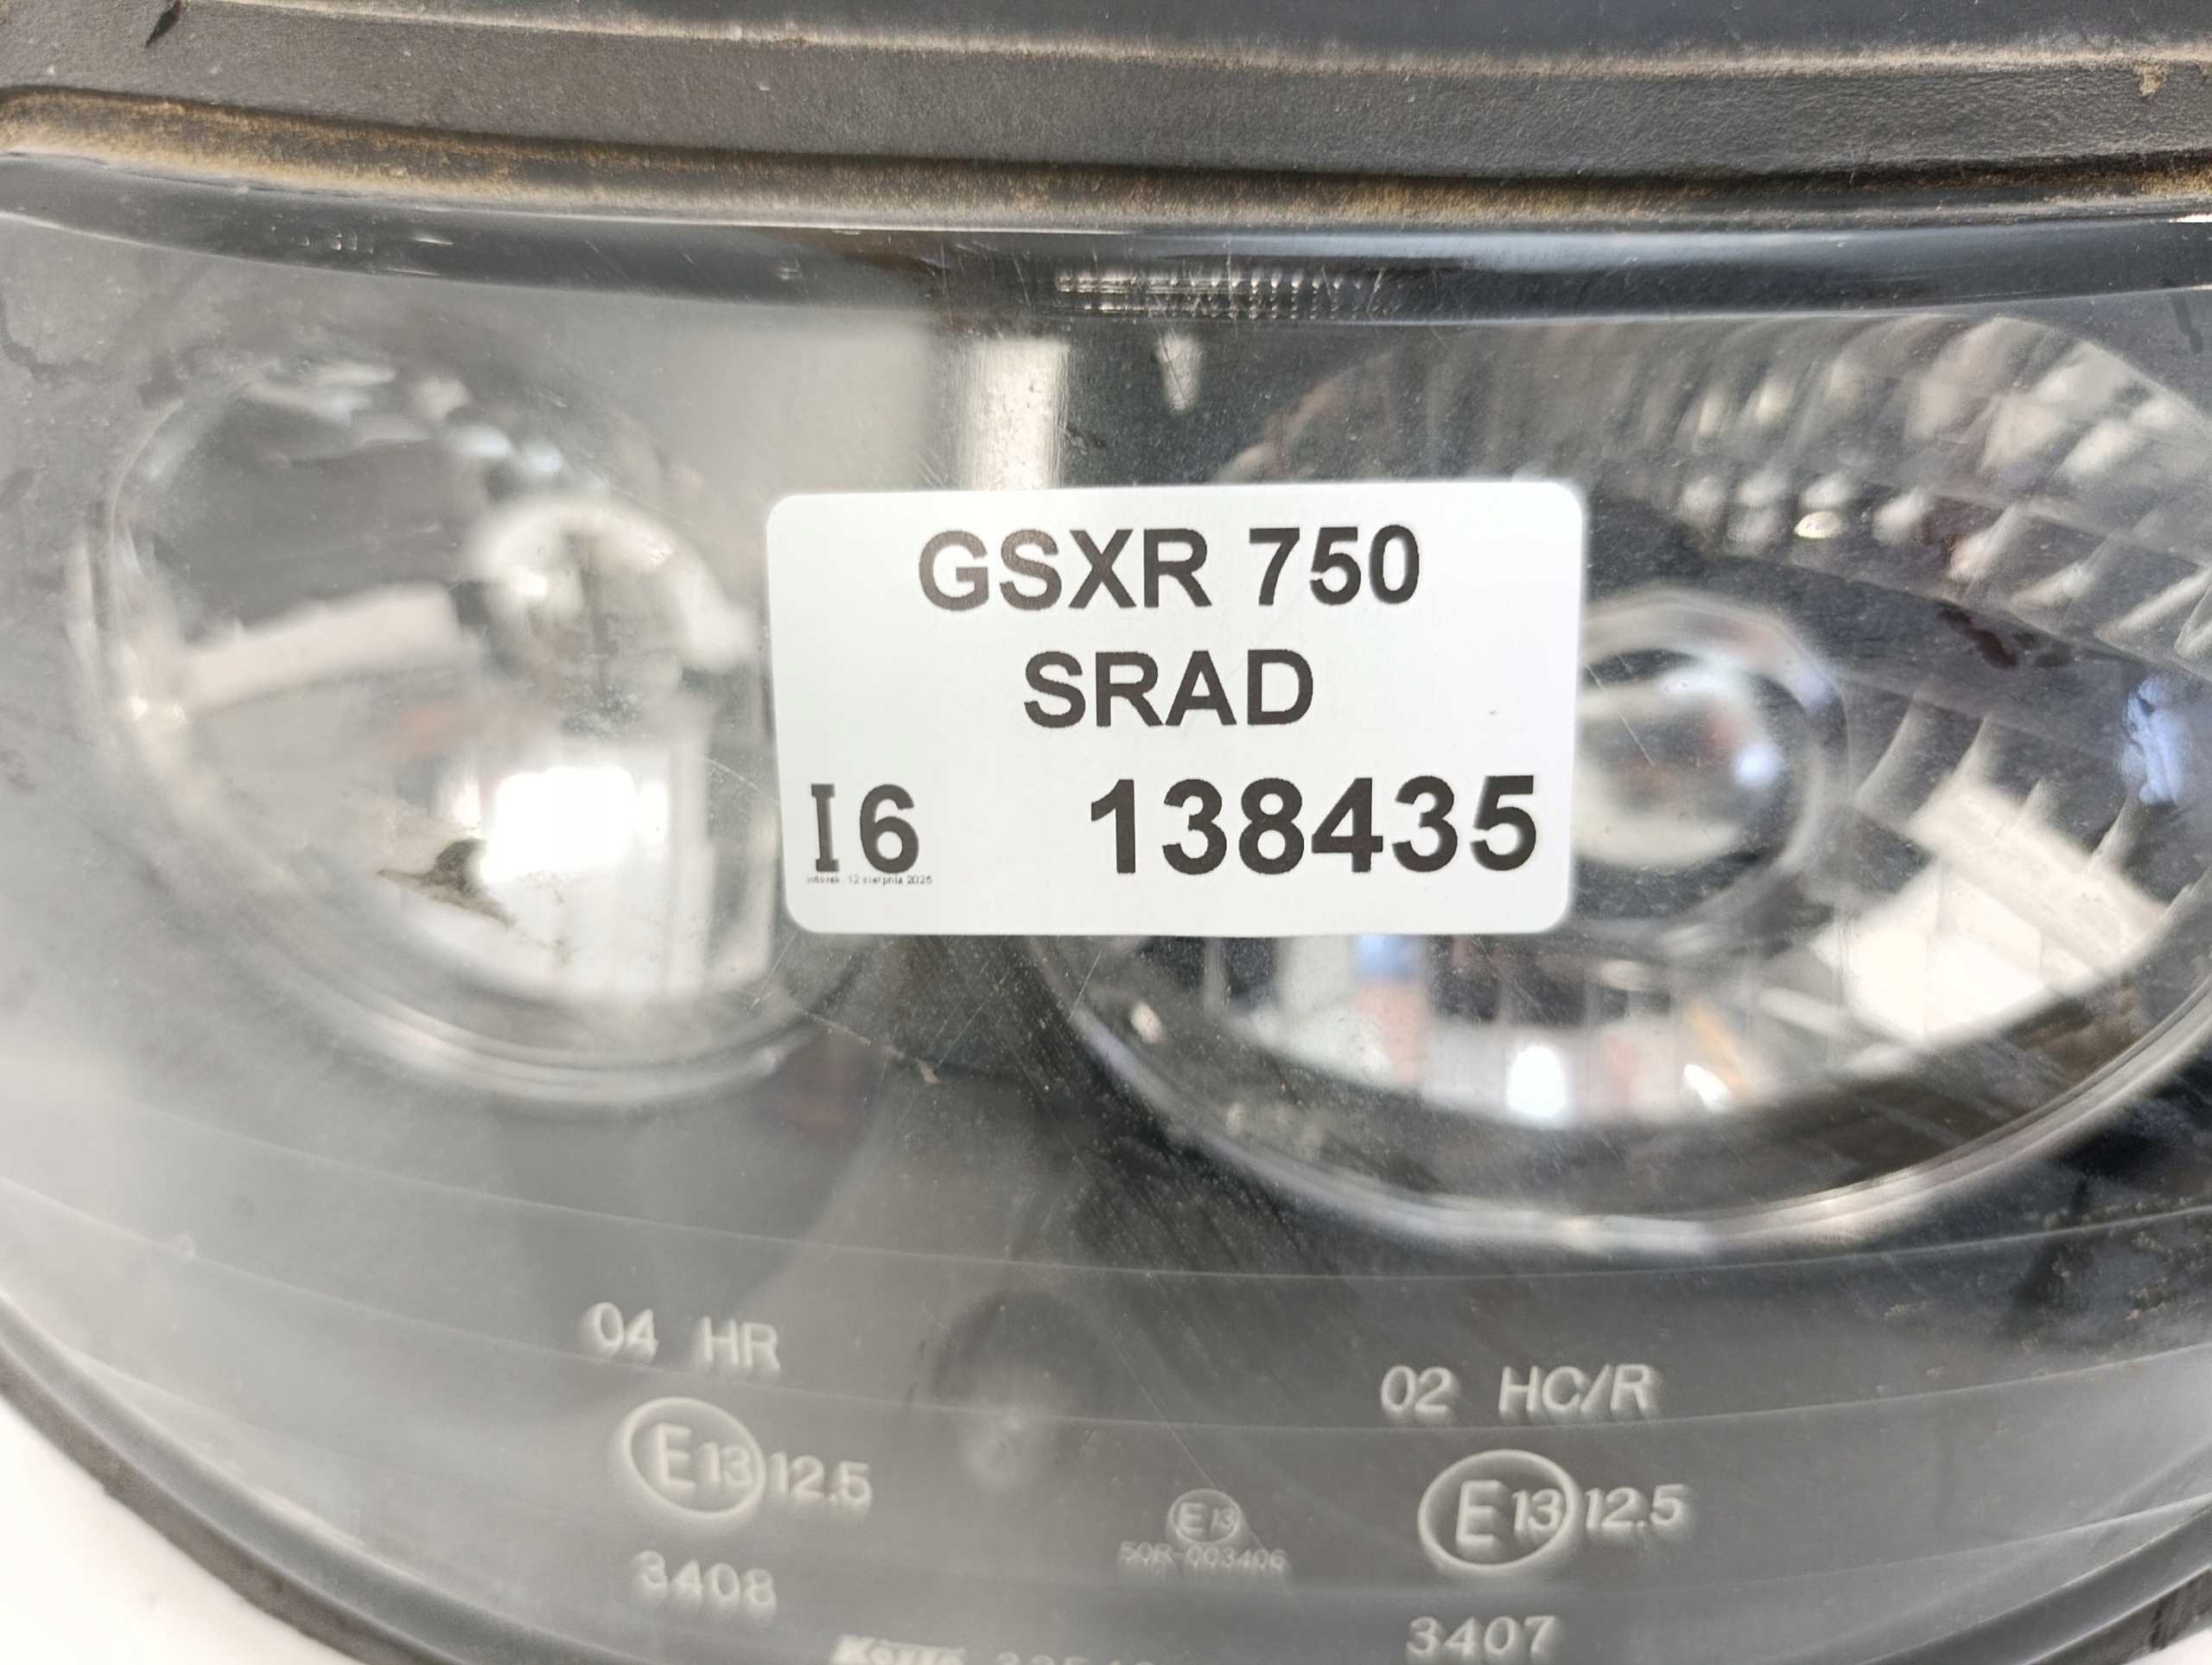 GSXR 750
SRAD
I6 138435
wtorek, 12 sierpnia 2025
04 HR
02 HC/R
E13 12.5
E13 12.5
E13
50R-003406
3408
3407